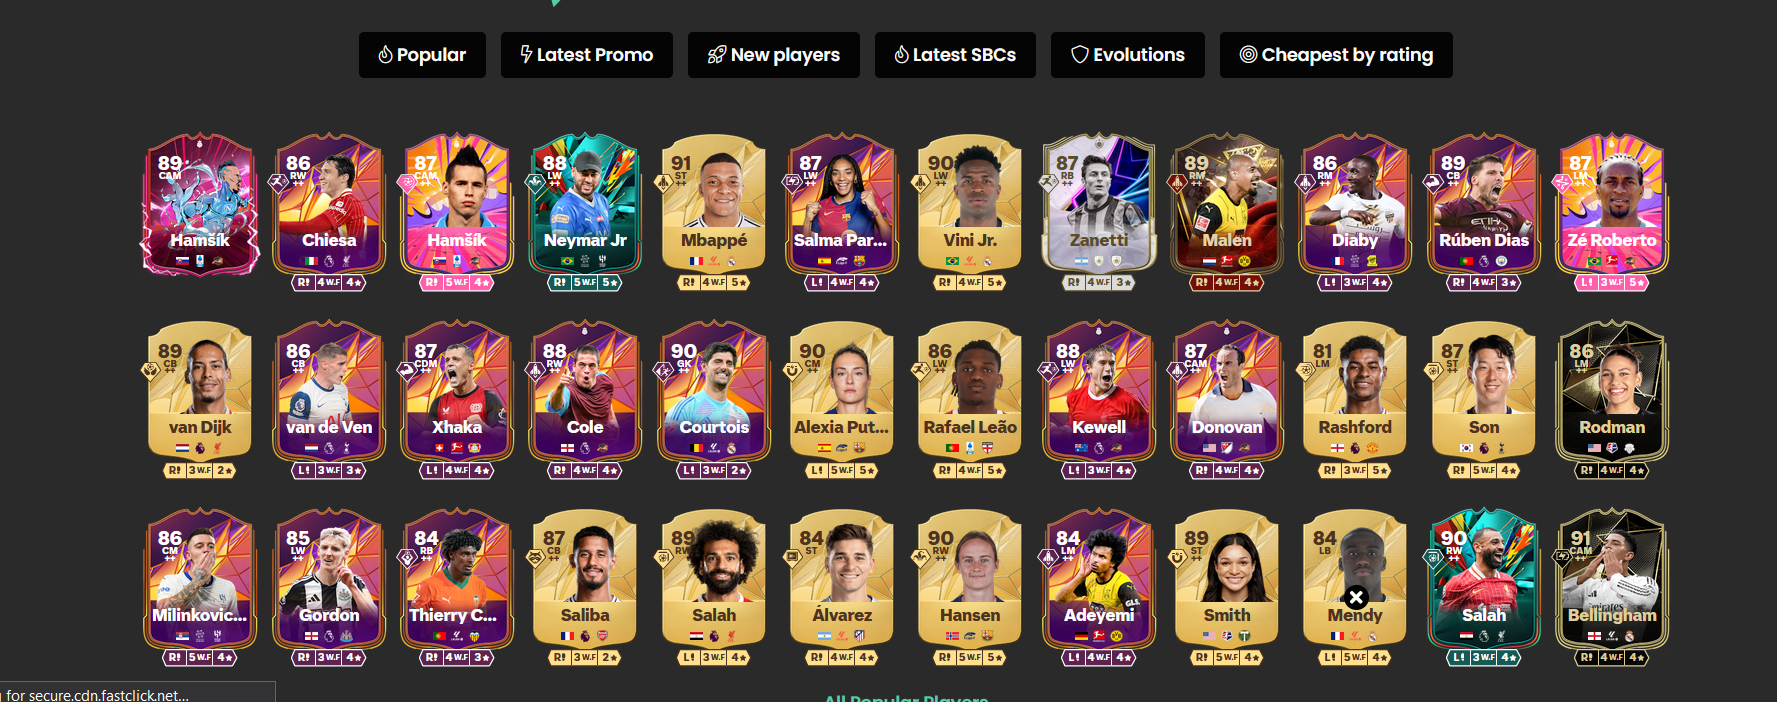 Popular
Latest Promo
New players
Latest SBCs
Evolutions
Cheapest by rating
89 CAM Hamšík
86 RW ++ Chiesa R 4 W.F 4★
87 CAM ++ Hamšík R 5 W.F 4★
88 LW ++ Neymar Jr R 5 W.F 5★
91 ST ++ Mbappé R 4 W.F 5★
87 LW ++ Salma Par... L 4 W.F 4★
90 LW ++ Vini Jr. R 4 W.F 5★
87 RB ++ Zanetti R 4 W.F 3★
89 RM ++ Malen R 4 W.F 4★
86 RM ++ Diaby L 3 W.F 4★
89 CB ++ Rúben Dias R 4 W.F 3★
87 LM ++ Zé Roberto L 3 W.F 5★
89 CB ++ van Dijk R 3 W.F 2★
86 CB ++ van de Ven L 3 W.F 3★
87 CDM ++ Xhaka L 4 W.F 4★
88 RW ++ Cole R 4 W.F 4★
90 GK ++ Courtois L 3 W.F 2★
90 CM ++ Alexia Put... L 5 W.F 5★
86 LW ++ Rafael Leão R 4 W.F 5★
88 LW ++ Kewell L 3 W.F 4★
87 CAM ++ Donovan R 4 W.F 4★
81 LM Rashford R 3 W.F 5★
87 ST ++ Son R 5 W.F 4★
86 LM ++ Rodman R 4 W.F 4★
86 CM ++ Milinkovic... R 5 W.F 4★
85 LW ++ Gordon R 3 W.F 4★
84 RB ++ Thierry C... R 4 W.F 3★
87 CB ++ Saliba R 3 W.F 2★
89 RW Salah L 3 W.F 4★
84 ST Álvarez R 4 W.F 4★
90 RW ++ Hansen R 5 W.F 5★
84 LM ++ Adeyemi L 4 W.F 4★
89 ST ++ Smith R 5 W.F 4★
84 LB Mendy L 5 W.F 4★
90 RW ++ Salah L 3 W.F 4★
91 CAM ++ Bellingham R 4 W.F 4★
for secure.cdn.fastclick.net...
All Popular Players